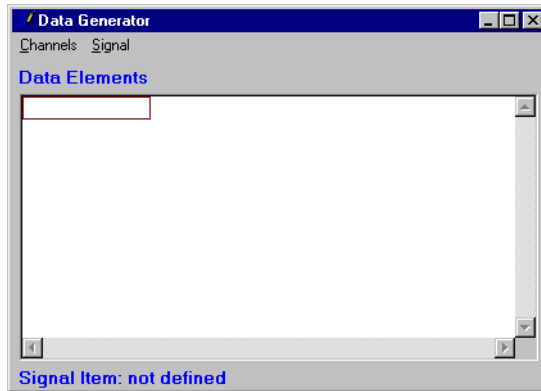 Data Generator
Channels Signal
Data Elements
Signal Item: not defined